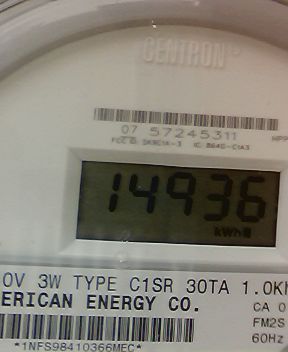 CENTRON
07 57245311
14936
kWh
0V 3W TYPE C1SR 30TA 1.0Kh
ERICAN ENERGY CO.
CA 0
FM2S
60Hz
*1NFS98410366MEC*